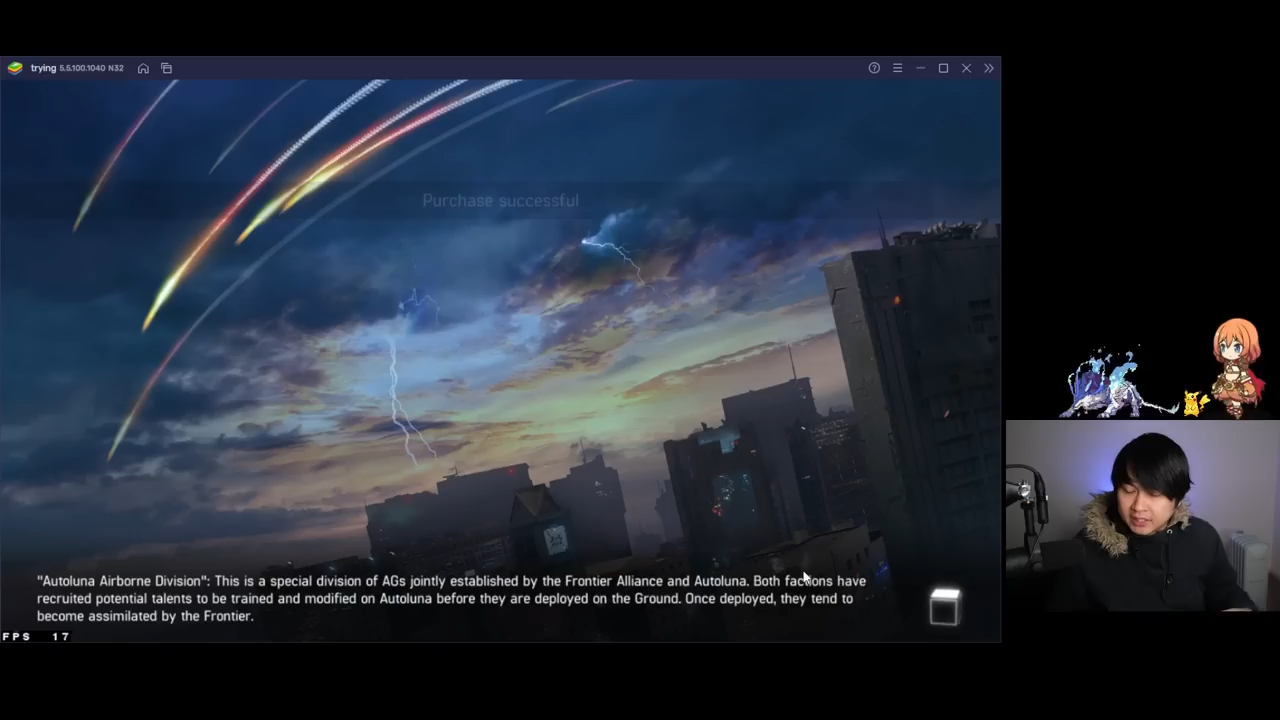 trying 5.5.100.1040 N32
Purchase successful
"Autoluna Airborne Division": This is a special division of AGs jointly established by the Frontier Alliance and Autoluna. Both factions have
recruited potential talents to be trained and modified on Autoluna before they are deployed on the Ground. Once deployed, they tend to
become assimilated by the Frontier.
FPS 17